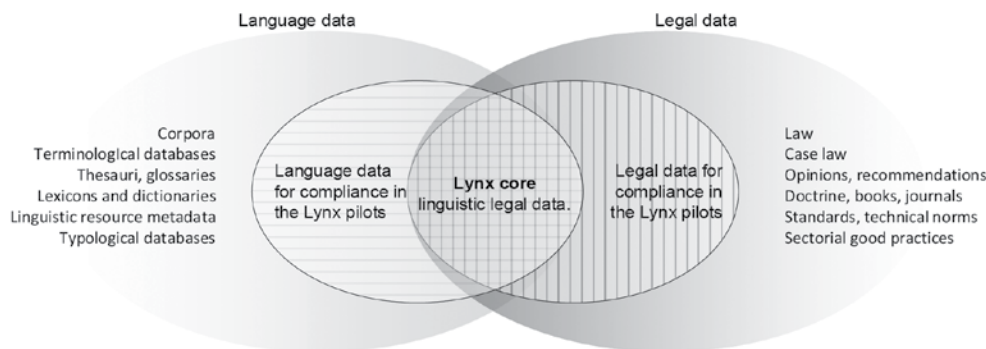 Language data
Legal data
Corpora
Terminological databases
Thesauri, glossaries
Lexicons and dictionaries
Linguistic resource metadata
Typological databases
Language data
for compliance in
the Lynx pilots
Lynx core
linguistic legal data.
Legal data for
compliance in
the Lynx pilots
Law
Case law
Opinions, recommendations
Doctrine, books, journals
Standards, technical norms
Sectorial good practices